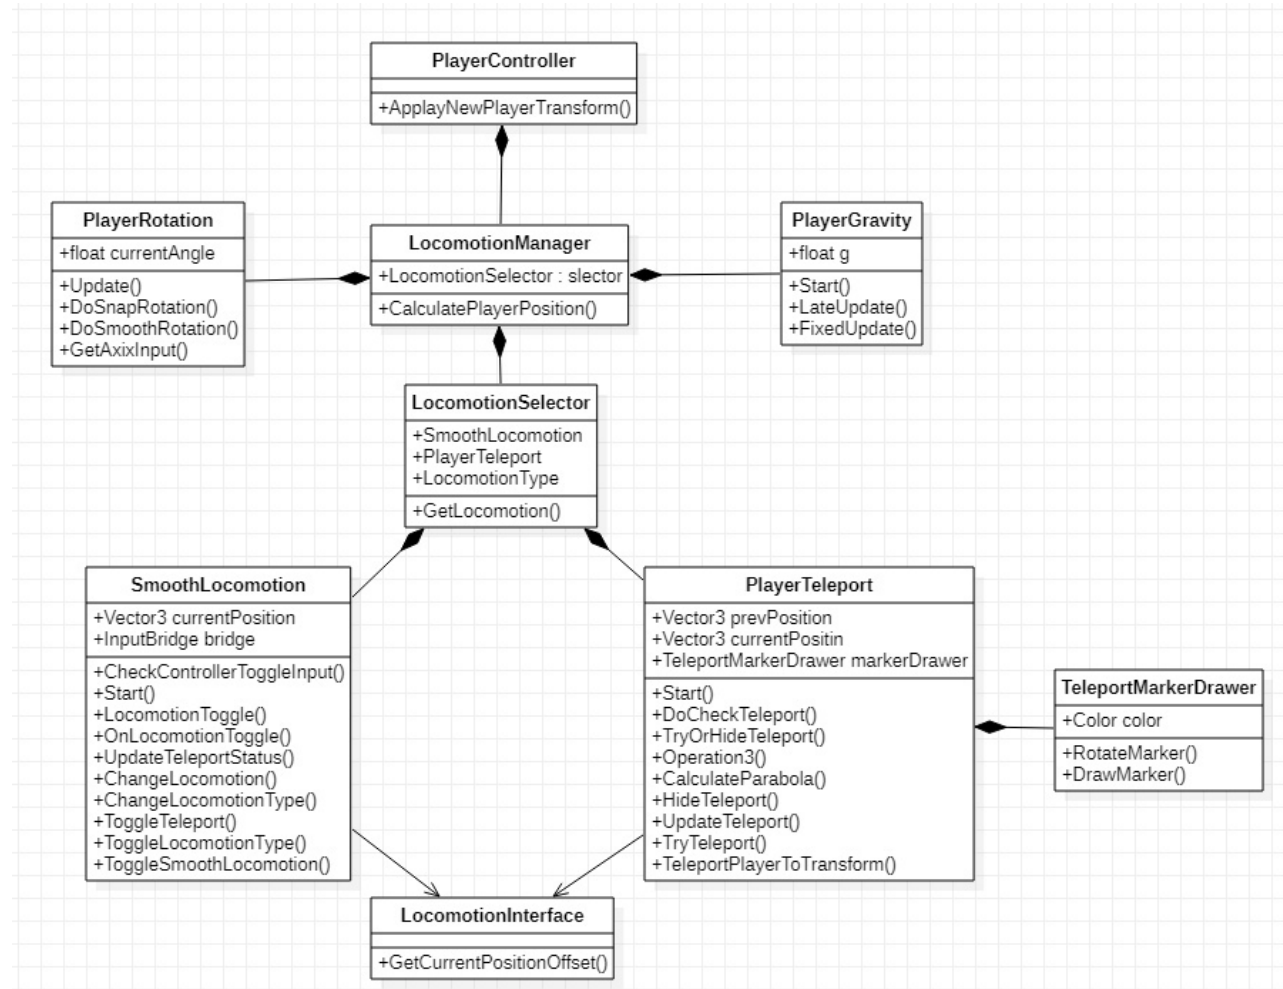 PlayerController
+ApplayNewPlayerTransform()
PlayerRotation
+float currentAngle
+Update()
+DoSnapRotation()
+DoSmoothRotation()
+GetAxixInput()
LocomotionManager
+LocomotionSelector : slector
+CalculatePlayerPosition()
PlayerGravity
+float g
+Start()
+LateUpdate()
+FixedUpdate()
LocomotionSelector
+SmoothLocomotion
+PlayerTeleport
+LocomotionType
+GetLocomotion()
SmoothLocomotion
+Vector3 currentPosition
+InputBridge bridge
+CheckControllerToggleInput()
+Start()
+LocomotionToggle()
+OnLocomotionToggle()
+UpdateTeleportStatus()
+ChangeLocomotion()
+ChangeLocomotionType()
+ToggleTeleport()
+ToggleLocomotionType()
+ToggleSmoothLocomotion()
PlayerTeleport
+Vector3 prevPosition
+Vector3 currentPositin
+TeleportMarkerDrawer markerDrawer
+Start()
+DoCheckTeleport()
+TryOrHideTeleport()
+Operation3()
+CalculateParabola()
+HideTeleport()
+UpdateTeleport()
+TryTeleport()
+TeleportPlayerToTransform()
TeleportMarkerDrawer
+Color color
+RotateMarker()
+DrawMarker()
LocomotionInterface
+GetCurrentPositionOffset()